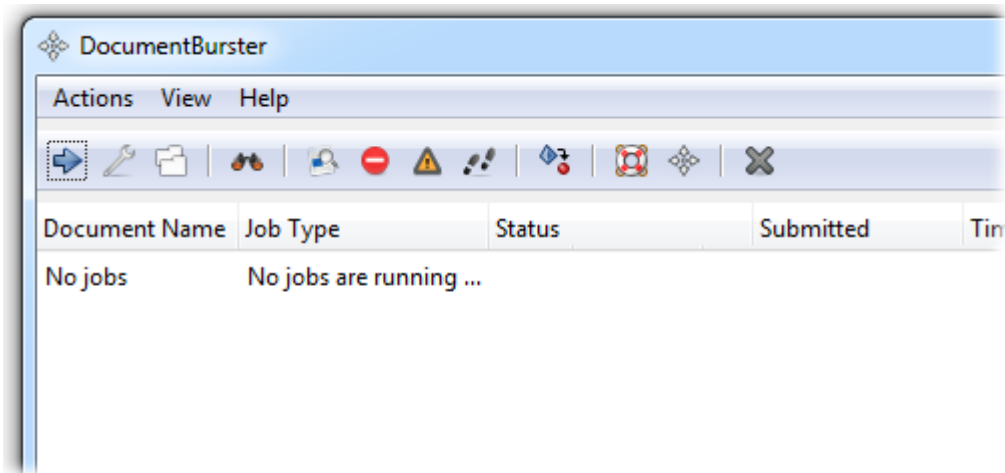 DocumentBurster
Actions View Help
Document Name Job Type Status Submitted
No jobs No jobs are running ...